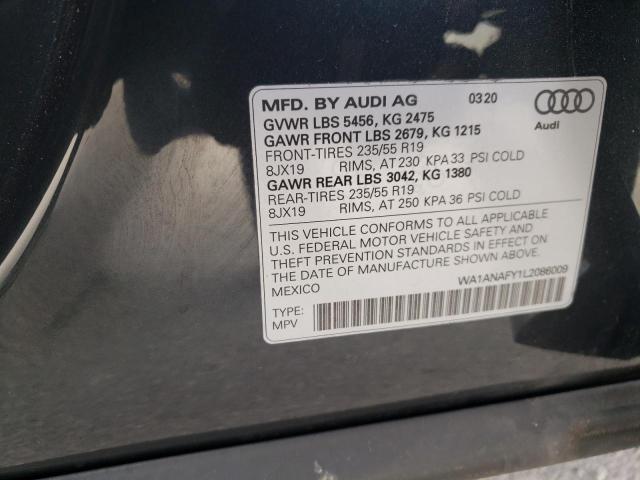 MFD. BY AUDI AG 03 20
GVWR LBS 5456, KG 2475
GAWR FRONT LBS 2679, KG 1215
FRONT-TIRES 235/55 R19
8JX19 RIMS, AT 230 KPA 33 PSI COLD
GAWR REAR LBS 3042, KG 1380
REAR-TIRES 235/55 R19
8JX19 RIMS, AT 250 KPA 36 PSI COLD
Audi
THIS VEHICLE CONFORMS TO ALL APPLICABLE
U.S. FEDERAL MOTOR VEHICLE SAFETY AND
THEFT PREVENTION STANDARDS IN EFFECT ON
THE DATE OF MANUFACTURE SHOWN ABOVE.
MEXICO
WA1ANAFY1L2086009
TYPE:
MPV